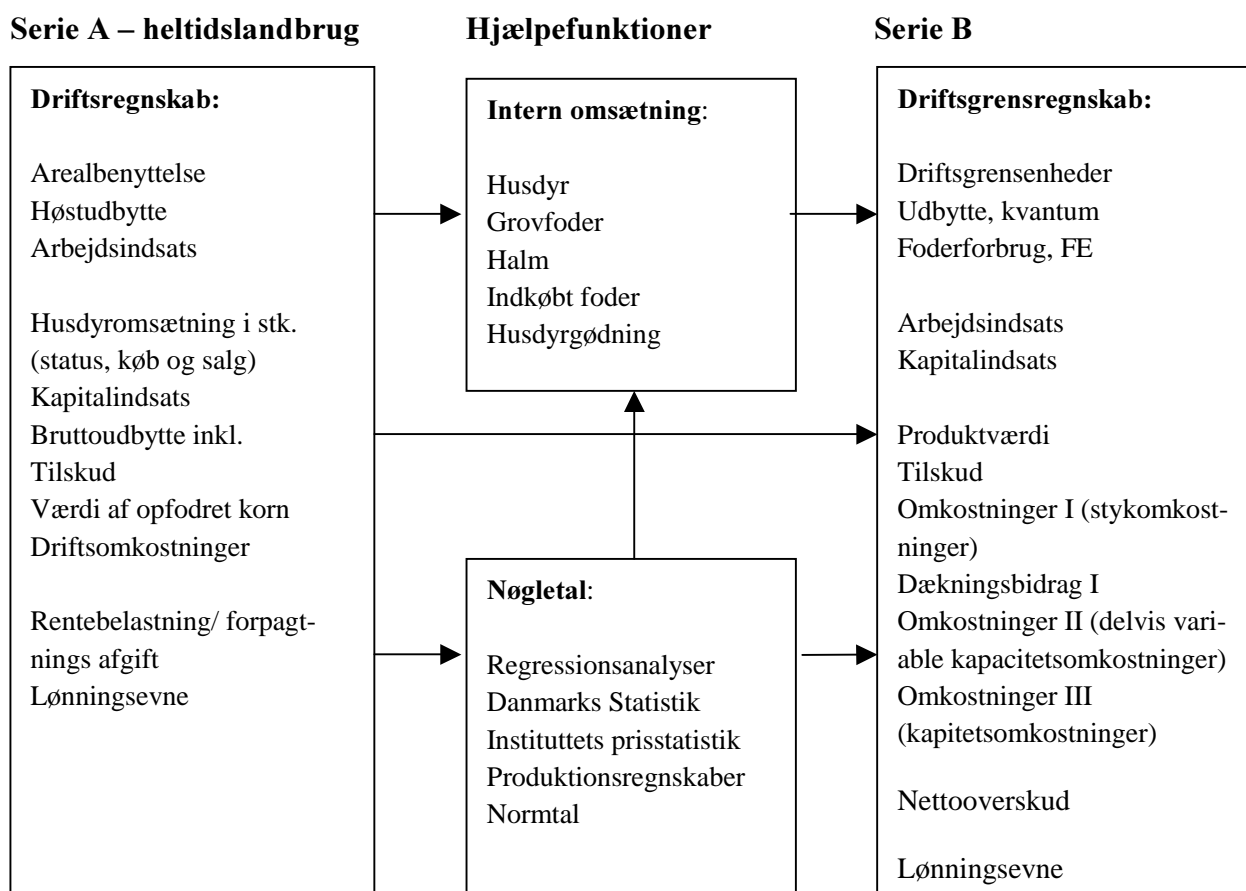 Serie A – heltidslandbrug
Driftsregnskab:
Arealbenyttelse
Høstudbytte
Arbejdsindsats
Husdyromsætning i stk.
(status, køb og salg)
Kapitalindsats
Bruttoudbytte inkl.
Tilskud
Værdi af opfodret korn
Driftsomkostninger
Rentebelastning/ forpagt-
nings afgift
Lønningsevne
Hjælpefunktioner
Intern omsætning:
Husdyr
Grovfoder
Halm
Indkøbt foder
Husdyrgødning
Nøgletal:
Regressionsanalyser
Danmarks Statistik
Instituttets prisstatistik
Produktionsregnskaber
Normtal
Serie B
Driftsgrensregnskab:
Driftsgrensenheder
Udbytte, kvantum
Foderforbrug, FE
Arbejdsindsats
Kapitalindsats
Produktværdi
Tilskud
Omkostninger I (stykomkost-
ninger)
Dækningsbidrag I
Omkostninger II (delvis vari-
able kapacitetsomkostninger)
Omkostninger III
(kapitetsomkostninger)
Nettooverskud
Lønningsevne